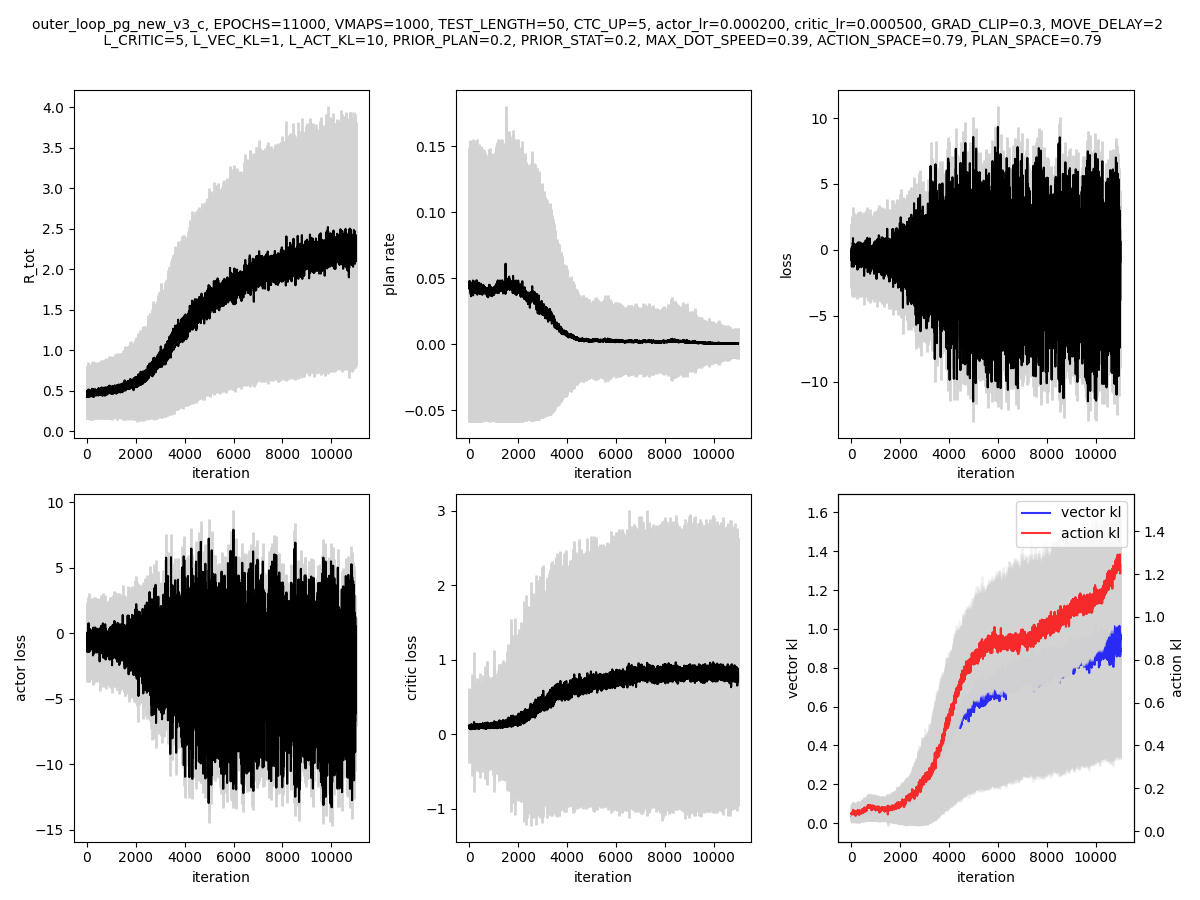 outer_loop_pg_new_v3_c, EPOCHS=11000, VMAPS=1000, TEST_LENGTH=50, CTC_UP=5, actor_lr=0.000200, critic_lr=0.000500, GRAD_CLIP=0.3, MOVE_DELAY=2
L_CRITIC=5, L_VEC_KL=1, L_ACT_KL=10, PRIOR_PLAN=0.2, PRIOR_STAT=0.2, MAX_DOT_SPEED=0.39, ACTION_SPACE=0.79, PLAN_SPACE=0.79
R_tot
4.0
3.5
3.0
2.5
2.0
1.5
1.0
0.5
0.0
0 2000 4000 6000 8000 10000
iteration
plan rate
0.15
0.10
0.05
0.00
−0.05
0 2000 4000 6000 8000 10000
iteration
loss
10
5
0
−5
−10
0 2000 4000 6000 8000 10000
iteration
actor loss
10
5
0
−5
−10
−15
0 2000 4000 6000 8000 10000
iteration
critic loss
3
2
1
0
−1
0 2000 4000 6000 8000 10000
iteration
vector kl
1.6
1.4
1.2
1.0
0.8
0.6
0.4
0.2
0.0
0 2000 4000 6000 8000 10000
iteration
vector kl
action kl
1.4
1.2
1.0
0.8
0.6
0.4
0.2
0.0
action kl